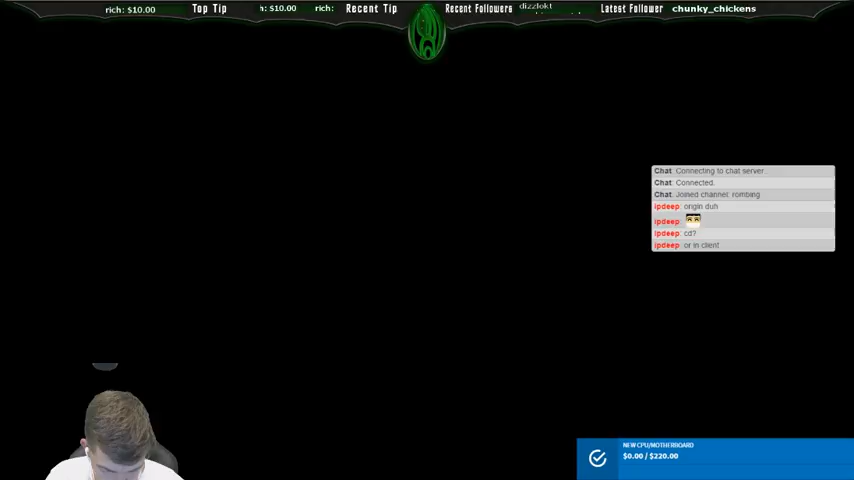 rich: $10.00 Top Tip h: $10.00 rich: Recent Tip Recent Followers dizzlokt Latest Follower chunky_chickens
Chat: Connecting to chat server
Chat: Connected.
Chat: Joined channel: rombing
ipdeep: origin duh
ipdeep:
ipdeep: cd?
ipdeep: or in client
NEW CPU/MOTHERBOARD
$0.00 / $220.00